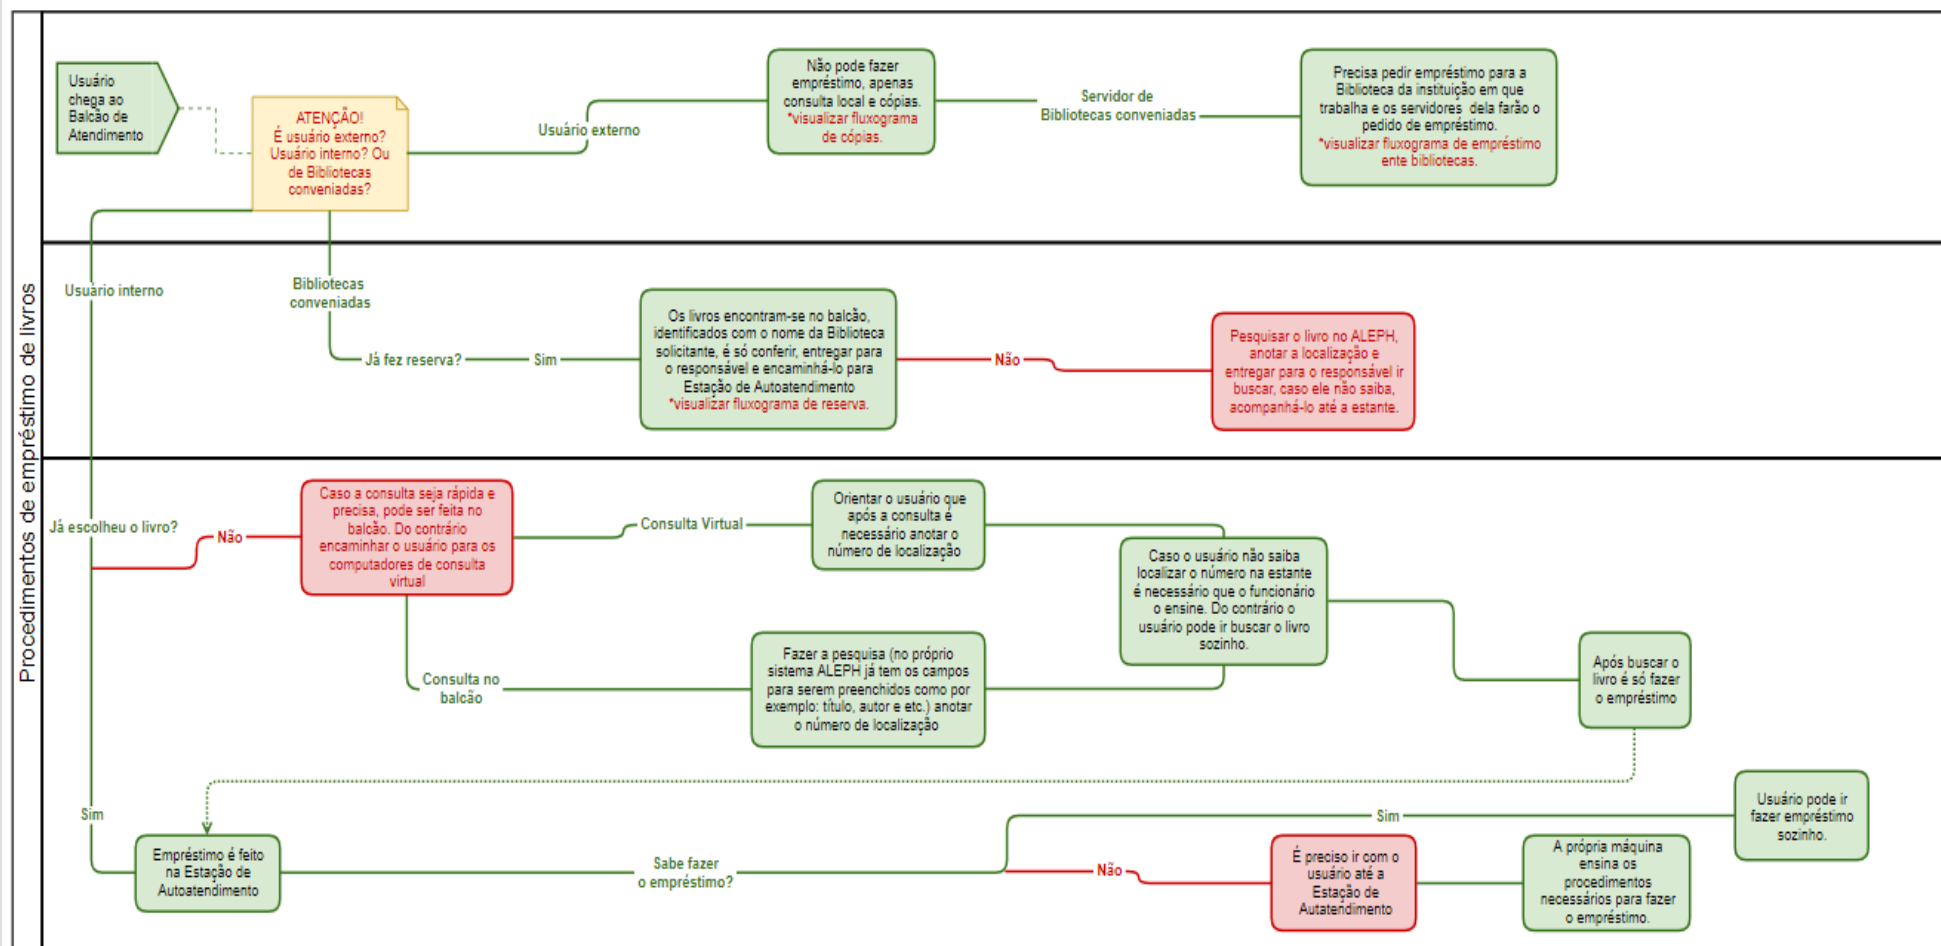 Procedimentos de empréstimo de livros
Usuário
chega ao
Balcão de
Atendimento
ATENÇÃO!
É usuário externo?
Usuário interno? Ou
de Bibliotecas
conveniadas?
Usuário externo
Não pode fazer
empréstimo, apenas
consulta local e cópias.
*visualizar fluxograma
de cópias.
Servidor de
Bibliotecas conveniadas
Precisa pedir empréstimo para a
Biblioteca da instituição em que
trabalha e os servidores dela farão o
pedido de empréstimo.
*visualizar fluxograma de empréstimo
ente bibliotecas.
Usuário interno
Bibliotecas
conveniadas
Já fez reserva?
Sim
Os livros encontram-se no balcão,
identificados com o nome da Biblioteca
solicitante, é só conferir, entregar para
o responsável e encaminhá-lo para
Estação de Autoatendimento
*visualizar fluxograma de reserva.
Não
Pesquisar o livro no ALEPH,
anotar a localização e
entregar para o responsável ir
buscar, caso ele não saiba,
acompanhá-lo até a estante.
Já escolheu o livro?
Não
Caso a consulta seja rápida e
precisa, pode ser feita no
balcão. Do contrário
encaminhar o usuário para os
computadores de consulta
virtual
Consulta Virtual
Orientar o usuário que
após a consulta é
necessário anotar o
número de localização
Consulta no
balcão
Fazer a pesquisa (no próprio
sistema ALEPH já tem os campos
para serem preenchidos como por
exemplo: título, autor e etc.) anotar
o número de localização
Caso o usuário não saiba
localizar o número na estante
é necessário que o funcionário
o ensine. Do contrário o
usuário pode ir buscar o livro
sozinho.
Após buscar o
livro é só fazer
o empréstimo
Sim
Empréstimo é feito
na Estação de
Autoatendimento
Sabe fazer
o empréstimo?
Sim
Usuário pode ir
fazer empréstimo
sozinho.
Não
É preciso ir com o
usuário até a
Estação de
Autatendimento
A própria máquina
ensina os
procedimentos
necessários para fazer
o empréstimo.